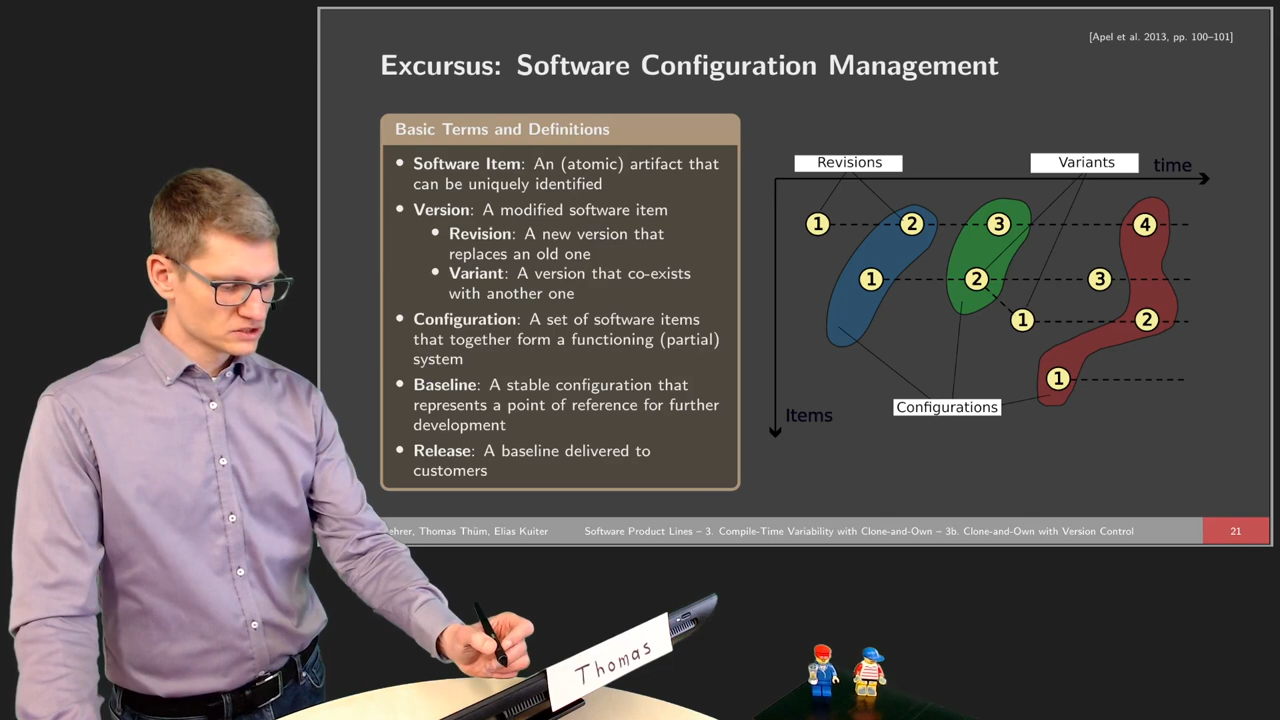 [Apel et al. 2013, pp. 100–101]
Excursus: Software Configuration Management
Basic Terms and Definitions
• Software Item: An (atomic) artifact that
can be uniquely identified
• Version: A modified software item
• Revision: A new version that
replaces an old one
• Variant: A version that co-exists
with another one
• Configuration: A set of software items
that together form a functioning (partial)
system
• Baseline: A stable configuration that
represents a point of reference for further
development
• Release: A baseline delivered to
customers
Revisions
Variants
time
1 2 3 4
1 2 3
1 2
1
Configurations
Items
Thomas Thüm, Elias Kuiter
Software Product Lines – 3. Compile-Time Variability with Clone-and-Own – 3b. Clone-and-Own with Version Control
21
Thomas